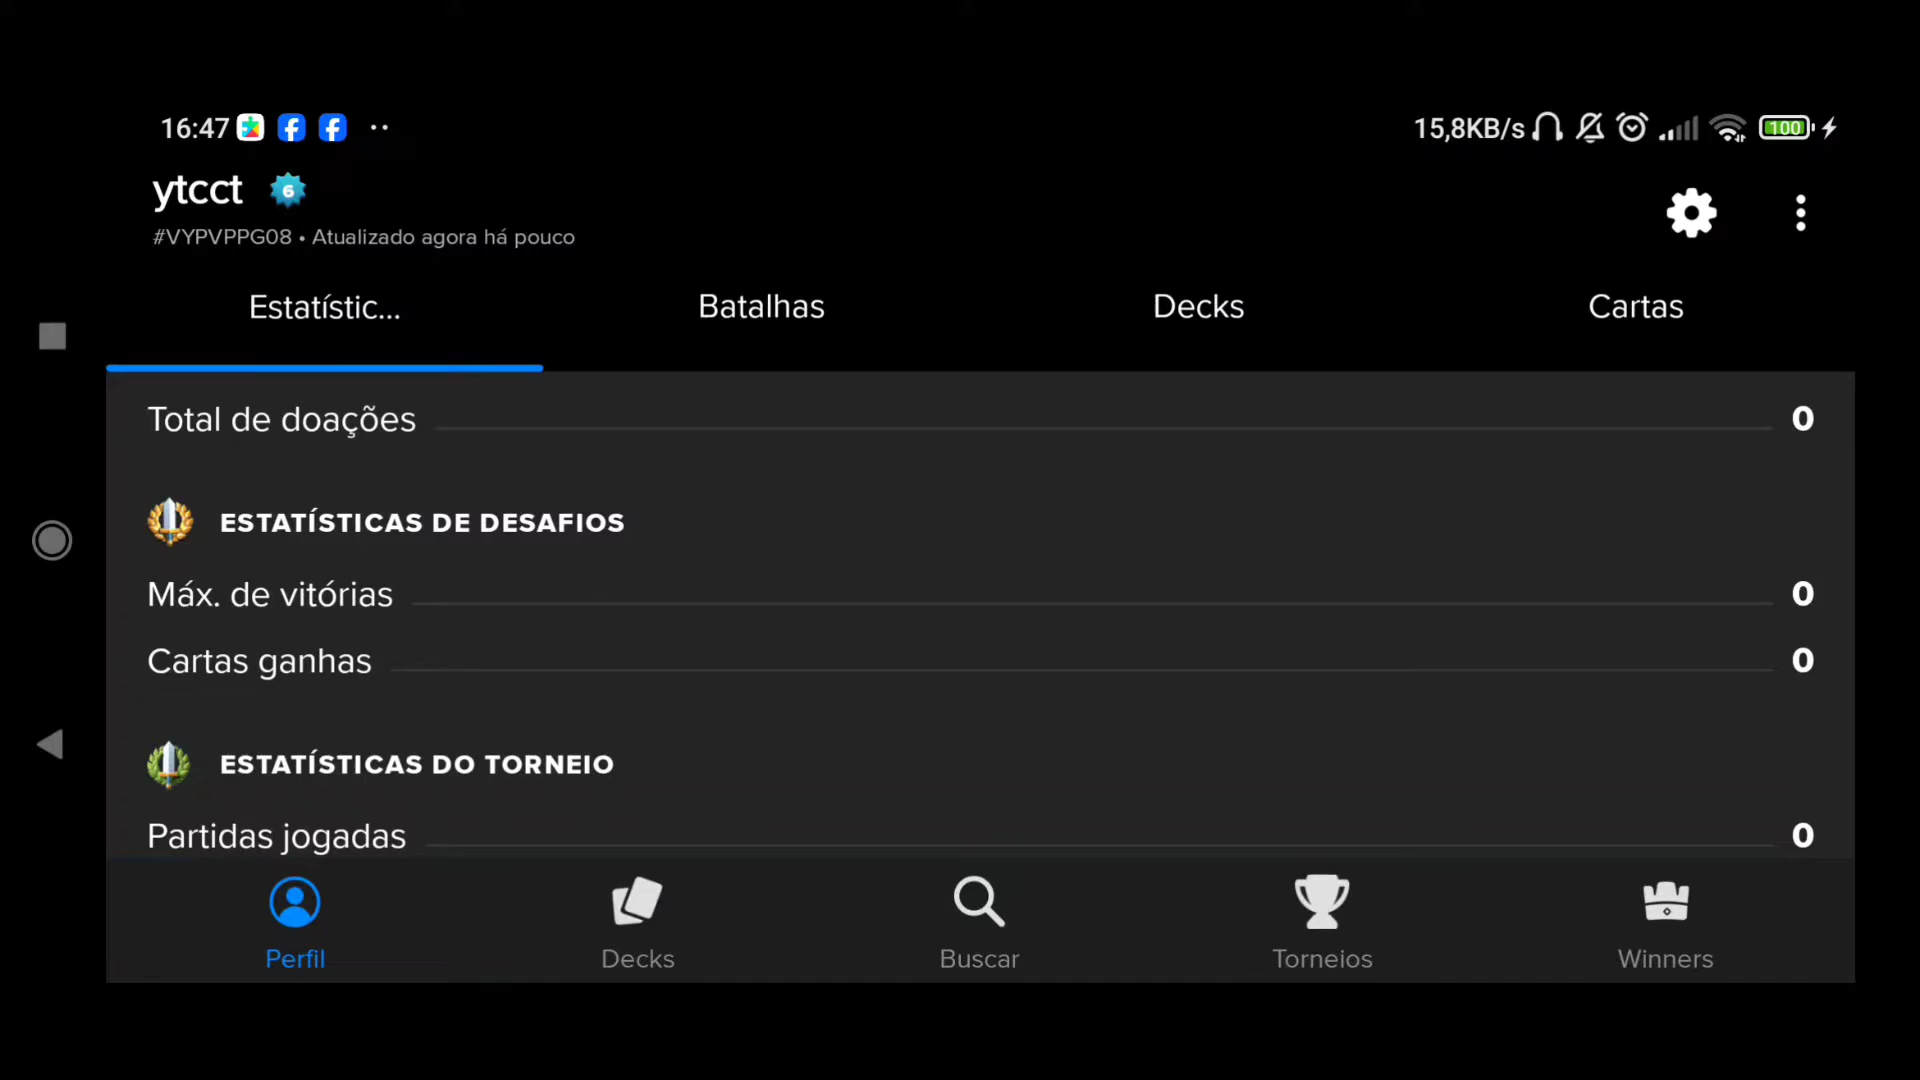 16:47
15,8KB/s
100
ytcct
6
#VYPVPPG08 • Atualizado agora há pouco
Estatístic...
Batalhas
Decks
Cartas
Total de doações 0
ESTATÍSTICAS DE DESAFIOS
Máx. de vitórias 0
Cartas ganhas 0
ESTATÍSTICAS DO TORNEIO
Partidas jogadas 0
Perfil
Decks
Buscar
Torneios
Winners